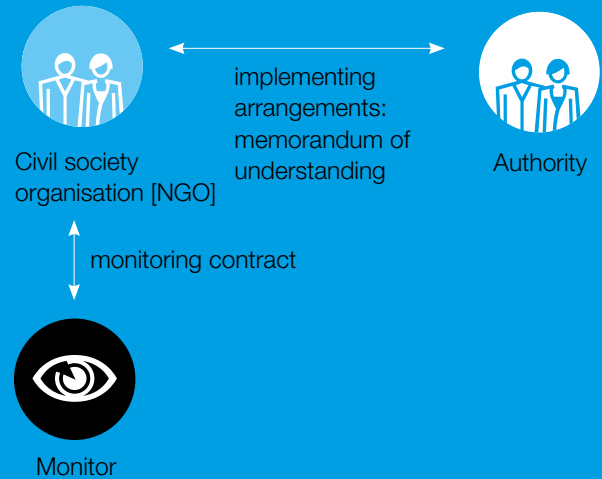 implementing
arrangements:
memorandum of
understanding
Civil society
organisation [NGO]
Authority
monitoring contract
Monitor